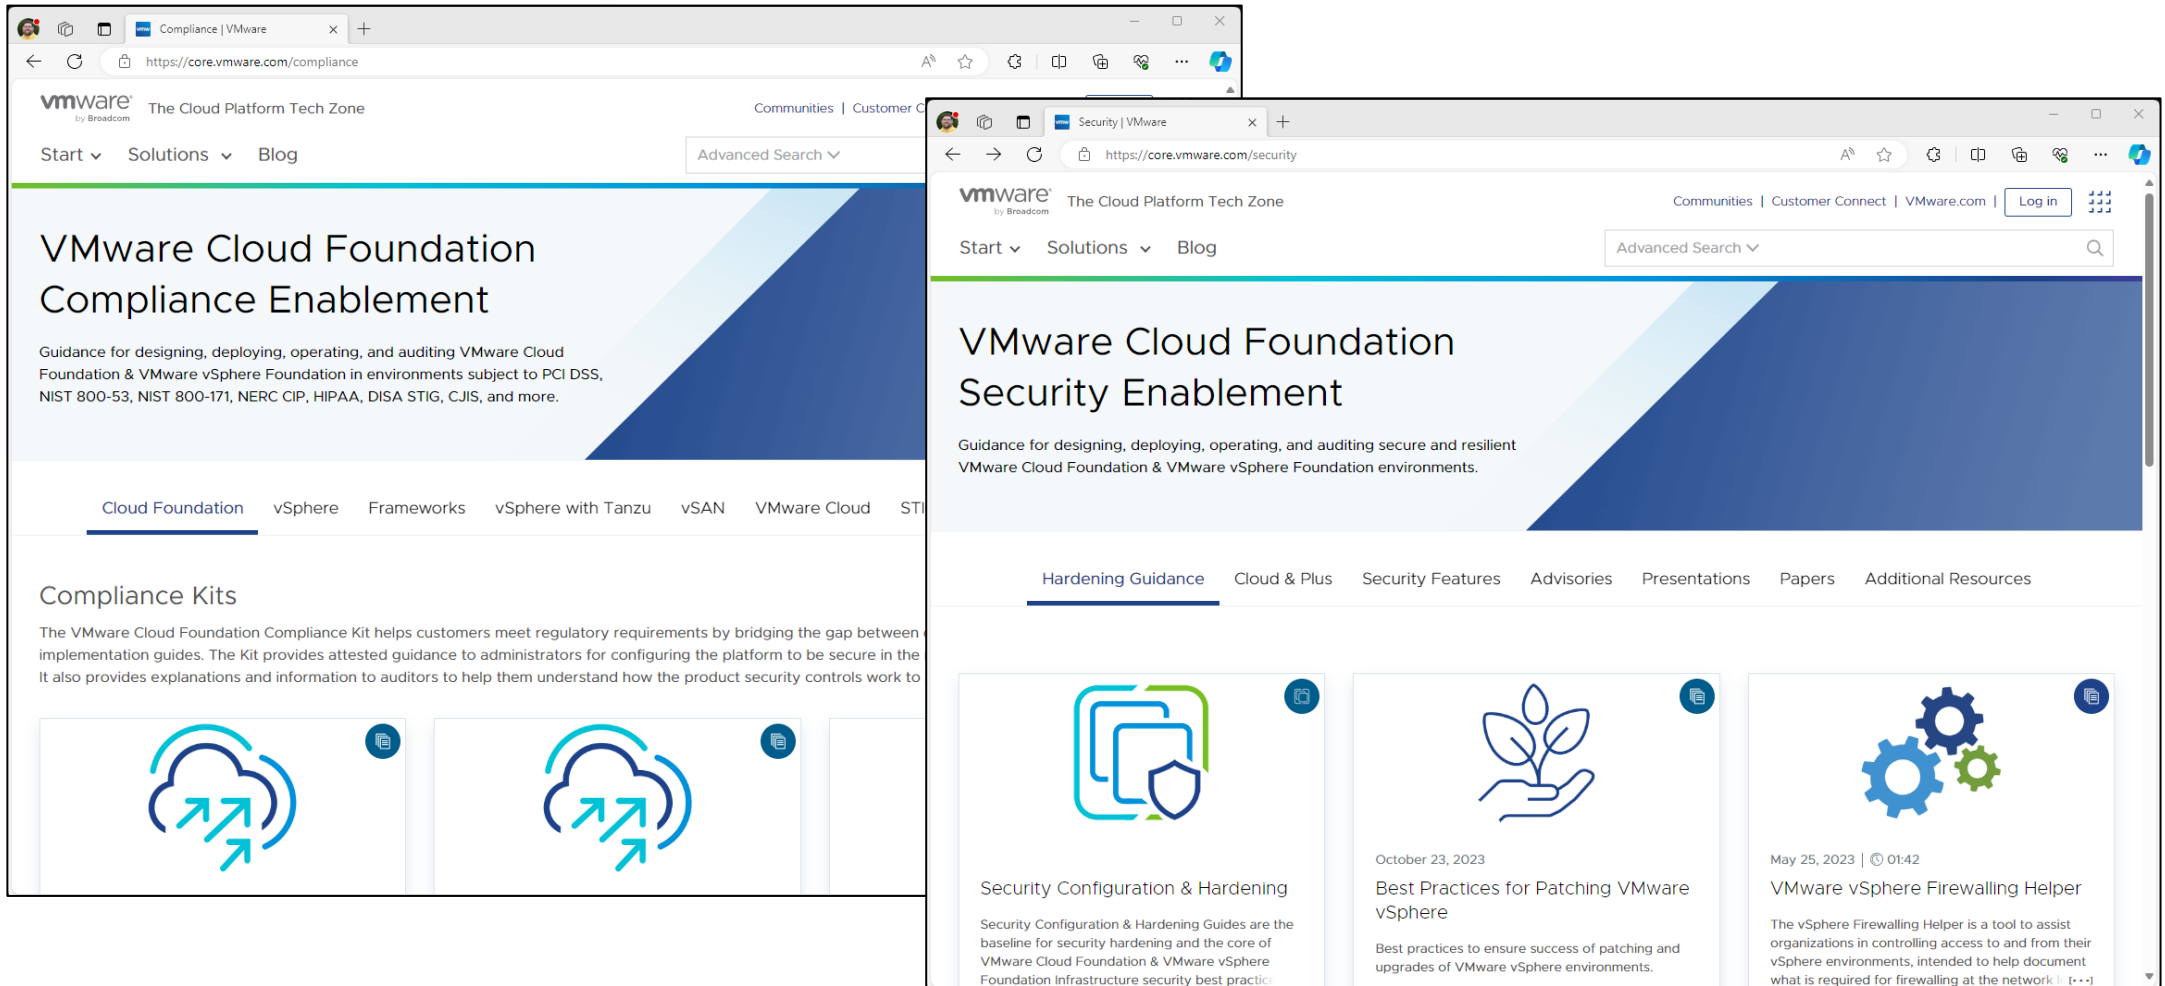 Compliance | VMware
https://core.vmware.com/compliance
vmware®
by Broadcom
The Cloud Platform Tech Zone
Communities | Customer C
Start
Solutions
Blog
Advanced Search
VMware Cloud Foundation
Compliance Enablement
Guidance for designing, deploying, operating, and auditing VMware Cloud
Foundation & VMware vSphere Foundation in environments subject to PCI DSS,
NIST 800-53, NIST 800-171, NERC CIP, HIPAA, DISA STIG, CJIS, and more.
Cloud Foundation
vSphere
Frameworks
vSphere with Tanzu
vSAN
VMware Cloud
STI
Compliance Kits
The VMware Cloud Foundation Compliance Kit helps customers meet regulatory requirements by bridging the gap between
implementation guides. The Kit provides attested guidance to administrators for configuring the platform to be secure in the
It also provides explanations and information to auditors to help them understand how the product security controls work to
Security | VMware
https://core.vmware.com/security
vmware®
by Broadcom
The Cloud Platform Tech Zone
Communities | Customer Connect | VMware.com |
Log in
Start
Solutions
Blog
Advanced Search
VMware Cloud Foundation
Security Enablement
Guidance for designing, deploying, operating, and auditing secure and resilient
VMware Cloud Foundation & VMware vSphere Foundation environments.
Hardening Guidance
Cloud & Plus
Security Features
Advisories
Presentations
Papers
Additional Resources
Security Configuration & Hardening
Security Configuration & Hardening Guides are the
baseline for security hardening and the core of
VMware Cloud Foundation & VMware vSphere
Foundation Infrastructure security best practic
October 23, 2023
Best Practices for Patching VMware
vSphere
Best practices to ensure success of patching and
upgrades of VMware vSphere environments.
May 25, 2023 | 01:42
VMware vSphere Firewalling Helper
The vSphere Firewalling Helper is a tool to assist
organizations in controlling access to and from their
vSphere environments, intended to help document
what is required for firewalling at the network [•••]